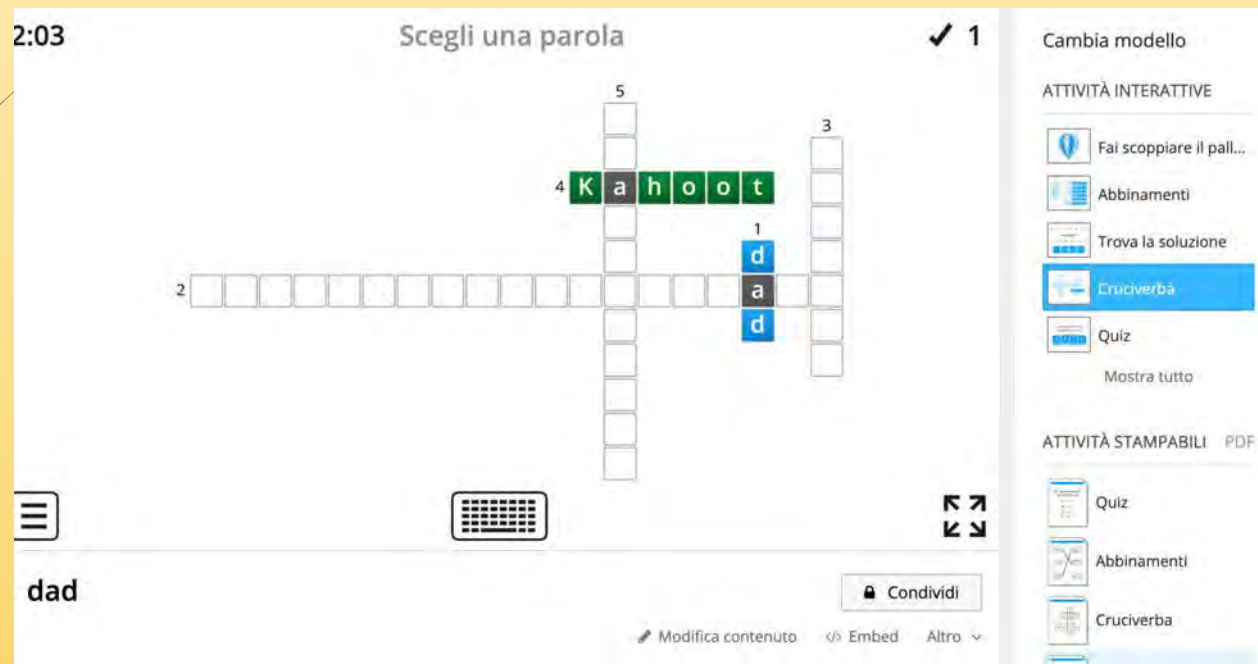 2:03
Scegli una parola
✓ 1
5
3
4 K a h o o t
1
d
2 a
d
dad
Condividi
Modifica contenuto
</> Embed
Altro
Cambia modello
ATTIVITÀ INTERATTIVE
Fai scoppiare il pall...
Abbinamenti
Trova la soluzione
Cruciverba
Quiz
Mostra tutto
ATTIVITÀ STAMPABILI PDF
Quiz
Abbinamenti
Cruciverba